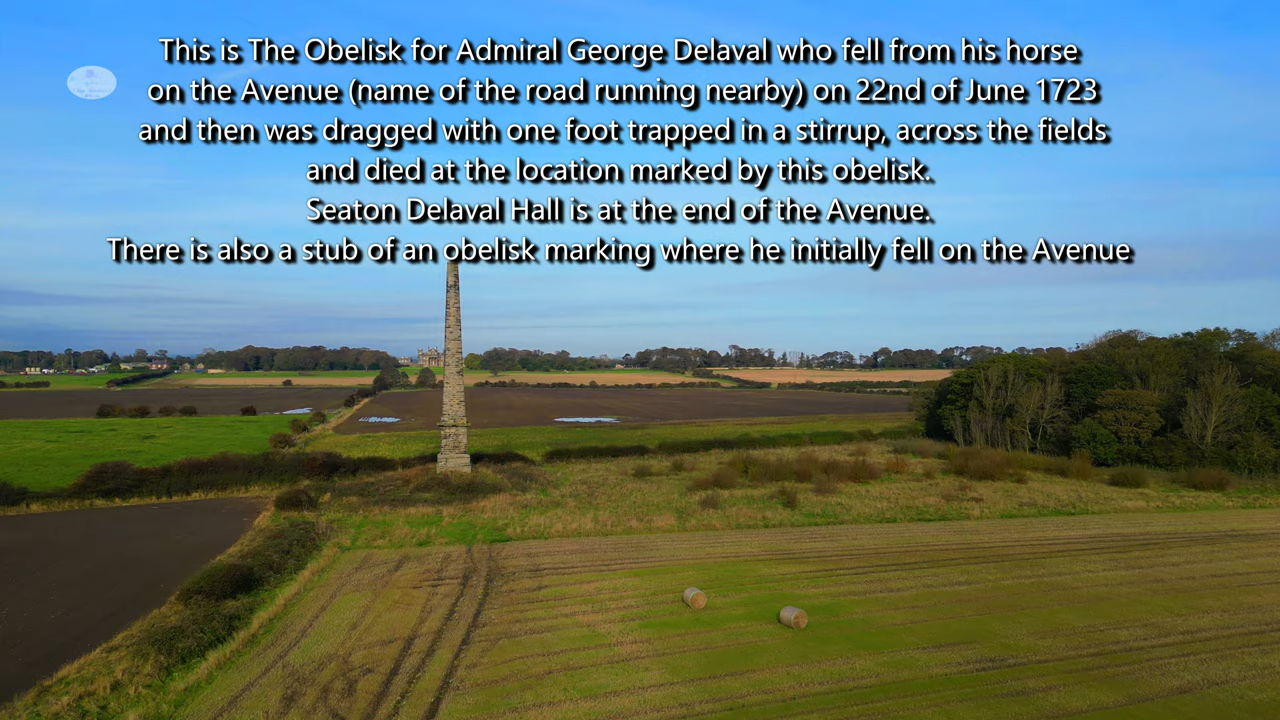 This is The Obelisk for Admiral George Delaval who fell from his horse
on the Avenue (name of the road running nearby) on 22nd of June 1723
and then was dragged with one foot trapped in a stirrup, across the fields
and died at the location marked by this obelisk.
Seaton Delaval Hall is at the end of the Avenue.
There is also a stub of an obelisk marking where he initially fell on the Avenue